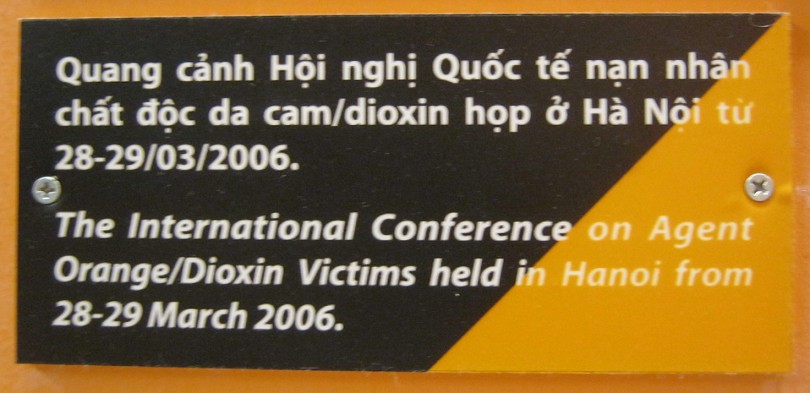 Quang cảnh Hội nghị Quốc tế nạn nhân
chất độc da cam/dioxin họp ở Hà Nội từ
28-29/03/2006.
The International Conference on Agent
Orange/Dioxin Victims held in Hanoi from
28-29 March 2006.